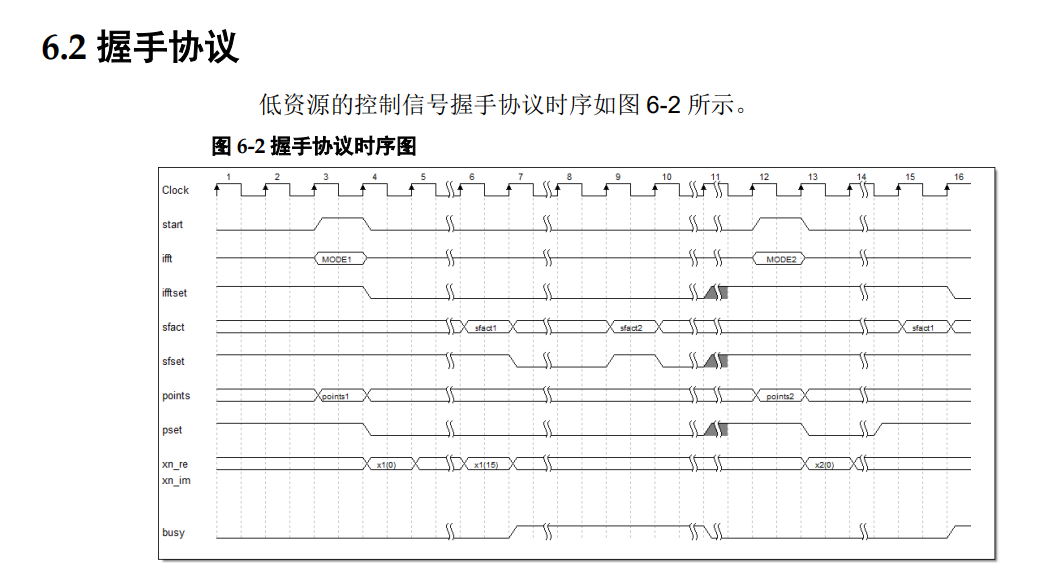 6.2 握手协议
低资源的控制信号握手协议时序如图 6-2 所示。
图 6-2 握手协议时序图
1 2 3 4 5 6 7 8 9 10 11 12 13 14 15 16
Clock
start
ifft MODE1 MODE2
ifftset
sfact sfact1 sfact2 sfact1
sfset
points points1 points2
pset
xn_re x1(0) x1(15) x2(0)
xn_im
busy